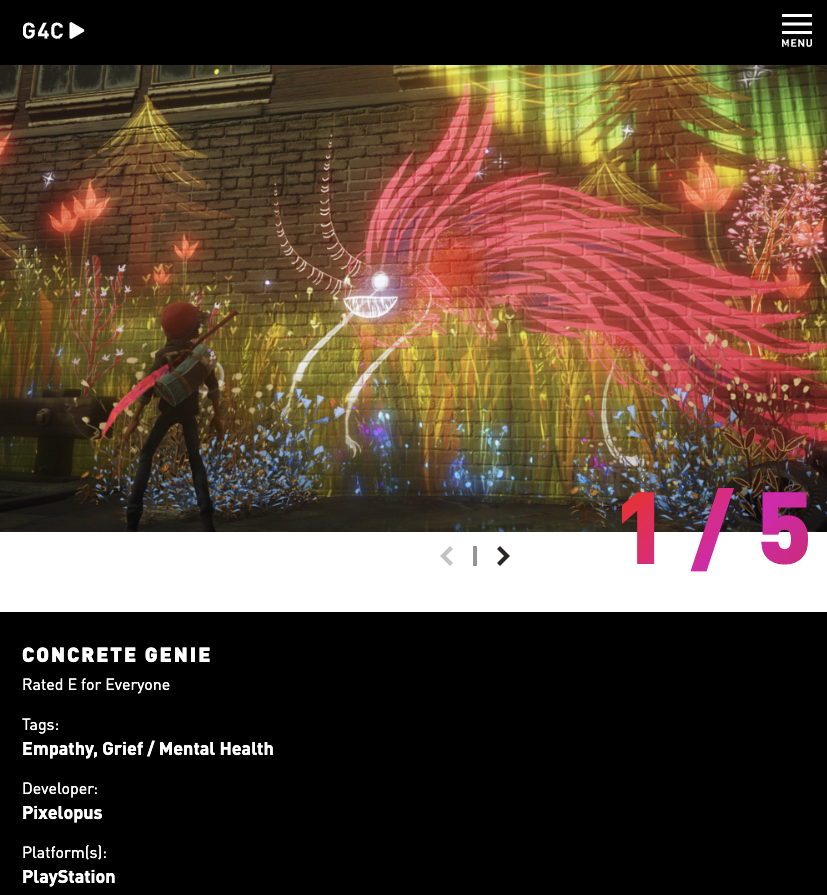 G4C
MENU
1 / 5
CONCRETE GENIE
Rated E for Everyone
Tags:
Empathy, Grief / Mental Health
Developer:
Pixelopus
Platform(s):
PlayStation